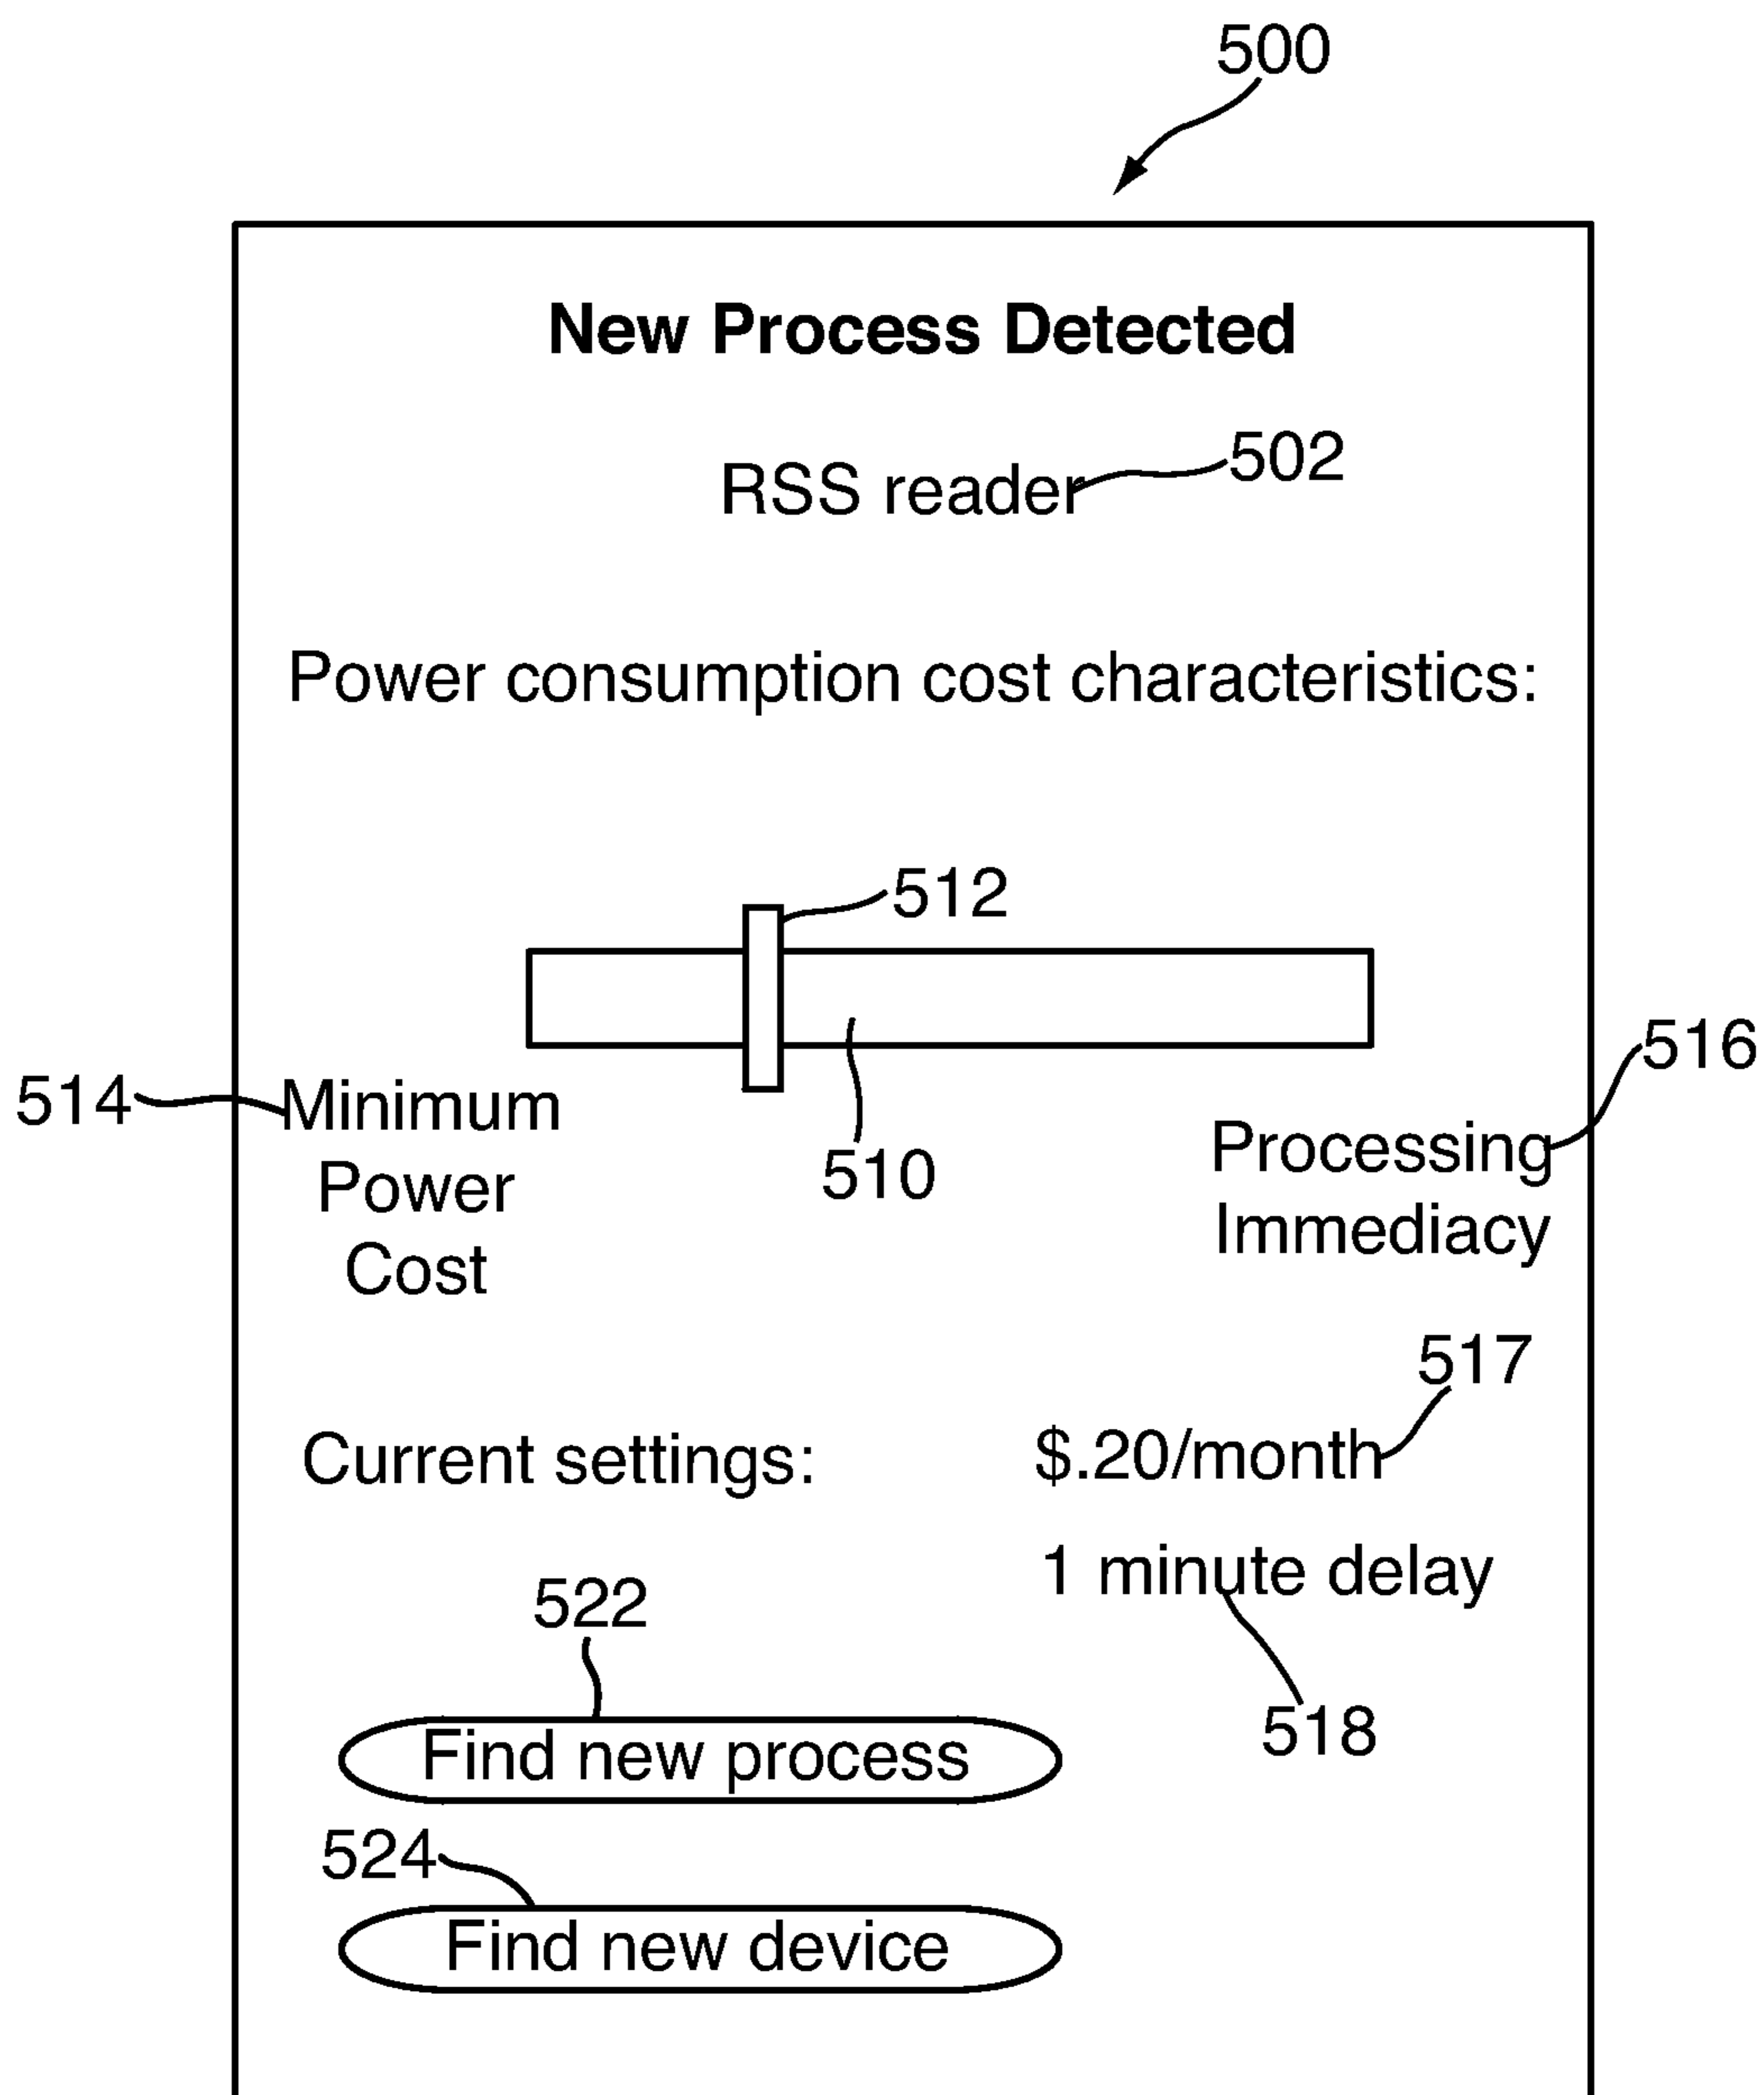 500
New Process Detected
RSS reader
502
Power consumption cost characteristics:
512
510
514
Minimum
Power
Cost
516
Processing
Immediacy
517
Current settings:
$.20/month
1 minute delay
518
522
Find new process
524
Find new device